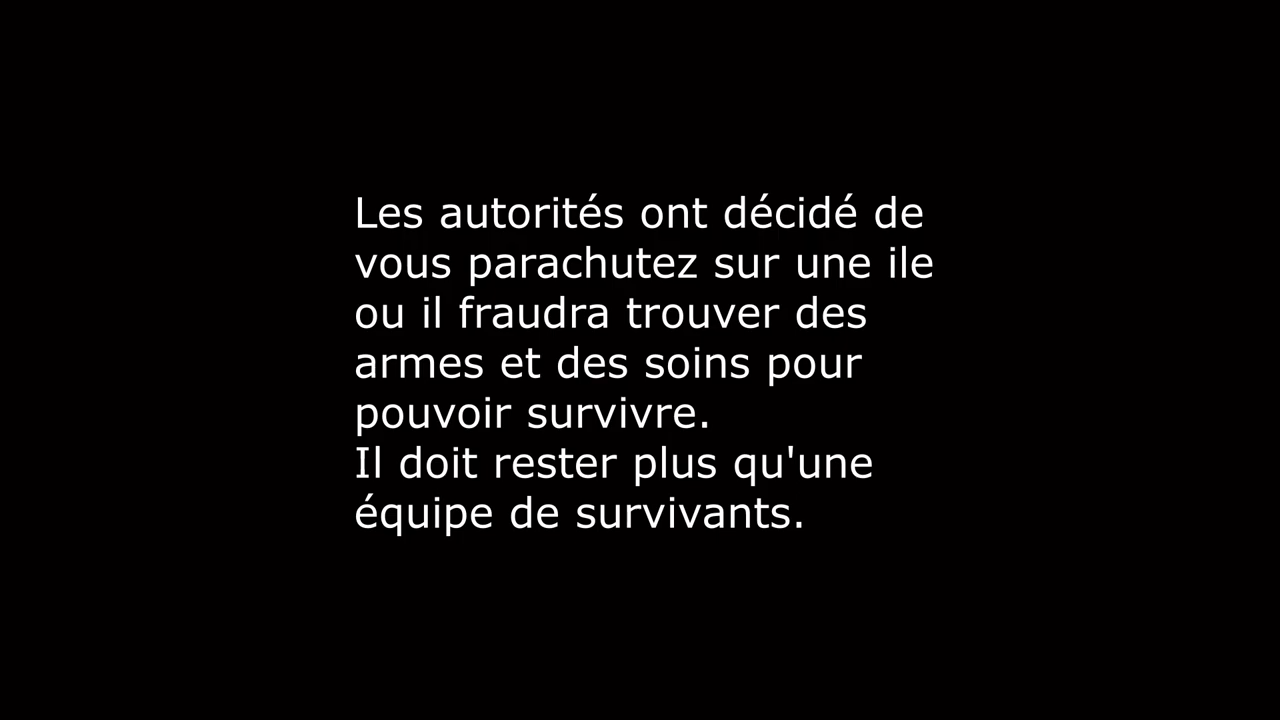 Les autorités ont décidé de
vous parachutez sur une ile
ou il fraudra trouver des
armes et des soins pour
pouvoir survivre.
Il doit rester plus qu'une
équipe de survivants.